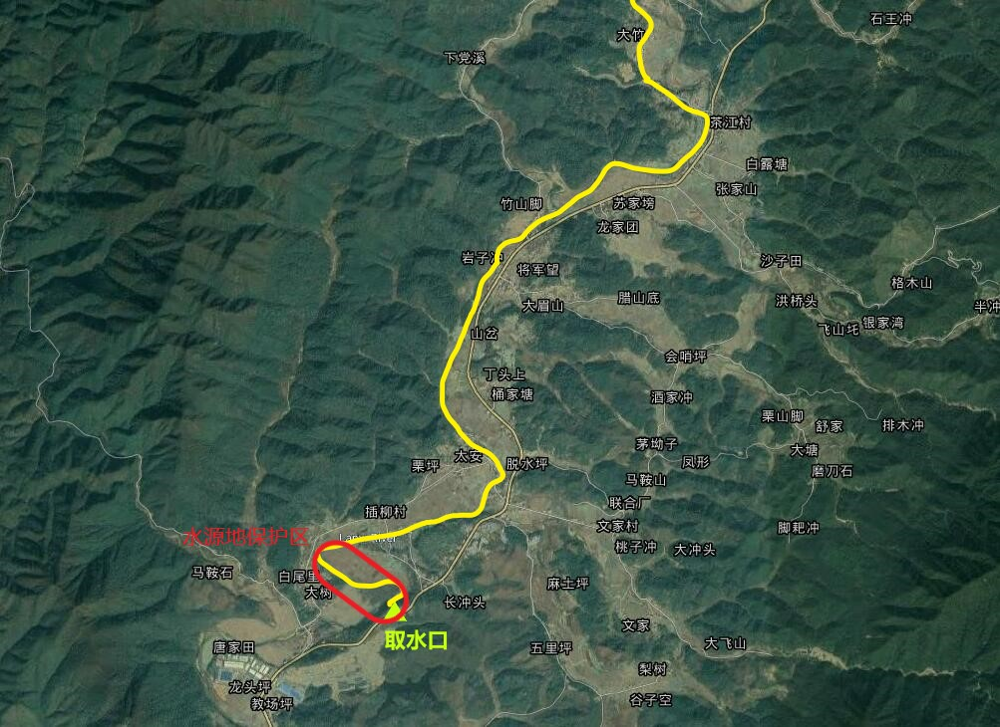 石王冲
大竹
下党溪
茶江村
白露塘
张家山
竹山脚
苏家塝
龙家团
岩子
沙子田
将军望
格木山
腊山底
洪桥头
大眉山
半冲
银家湾
飞山坉
山岔
会哨坪
丁头上
桶家塘
酒家冲
栗山脚
舒家
排木冲
茅坳子
大塘
太安
脱水坪
凤形
栗坪
磨刀石
马鞍山
联合厂
插柳村
文家村
脚耙冲
水源地保护区
River
桃子冲
大冲头
马鞍石
白尾里
麻土坪
大树
长冲头
文家
取水口
大飞山
唐家田
五里坪
梨树
龙头坪
谷子空
教场坪